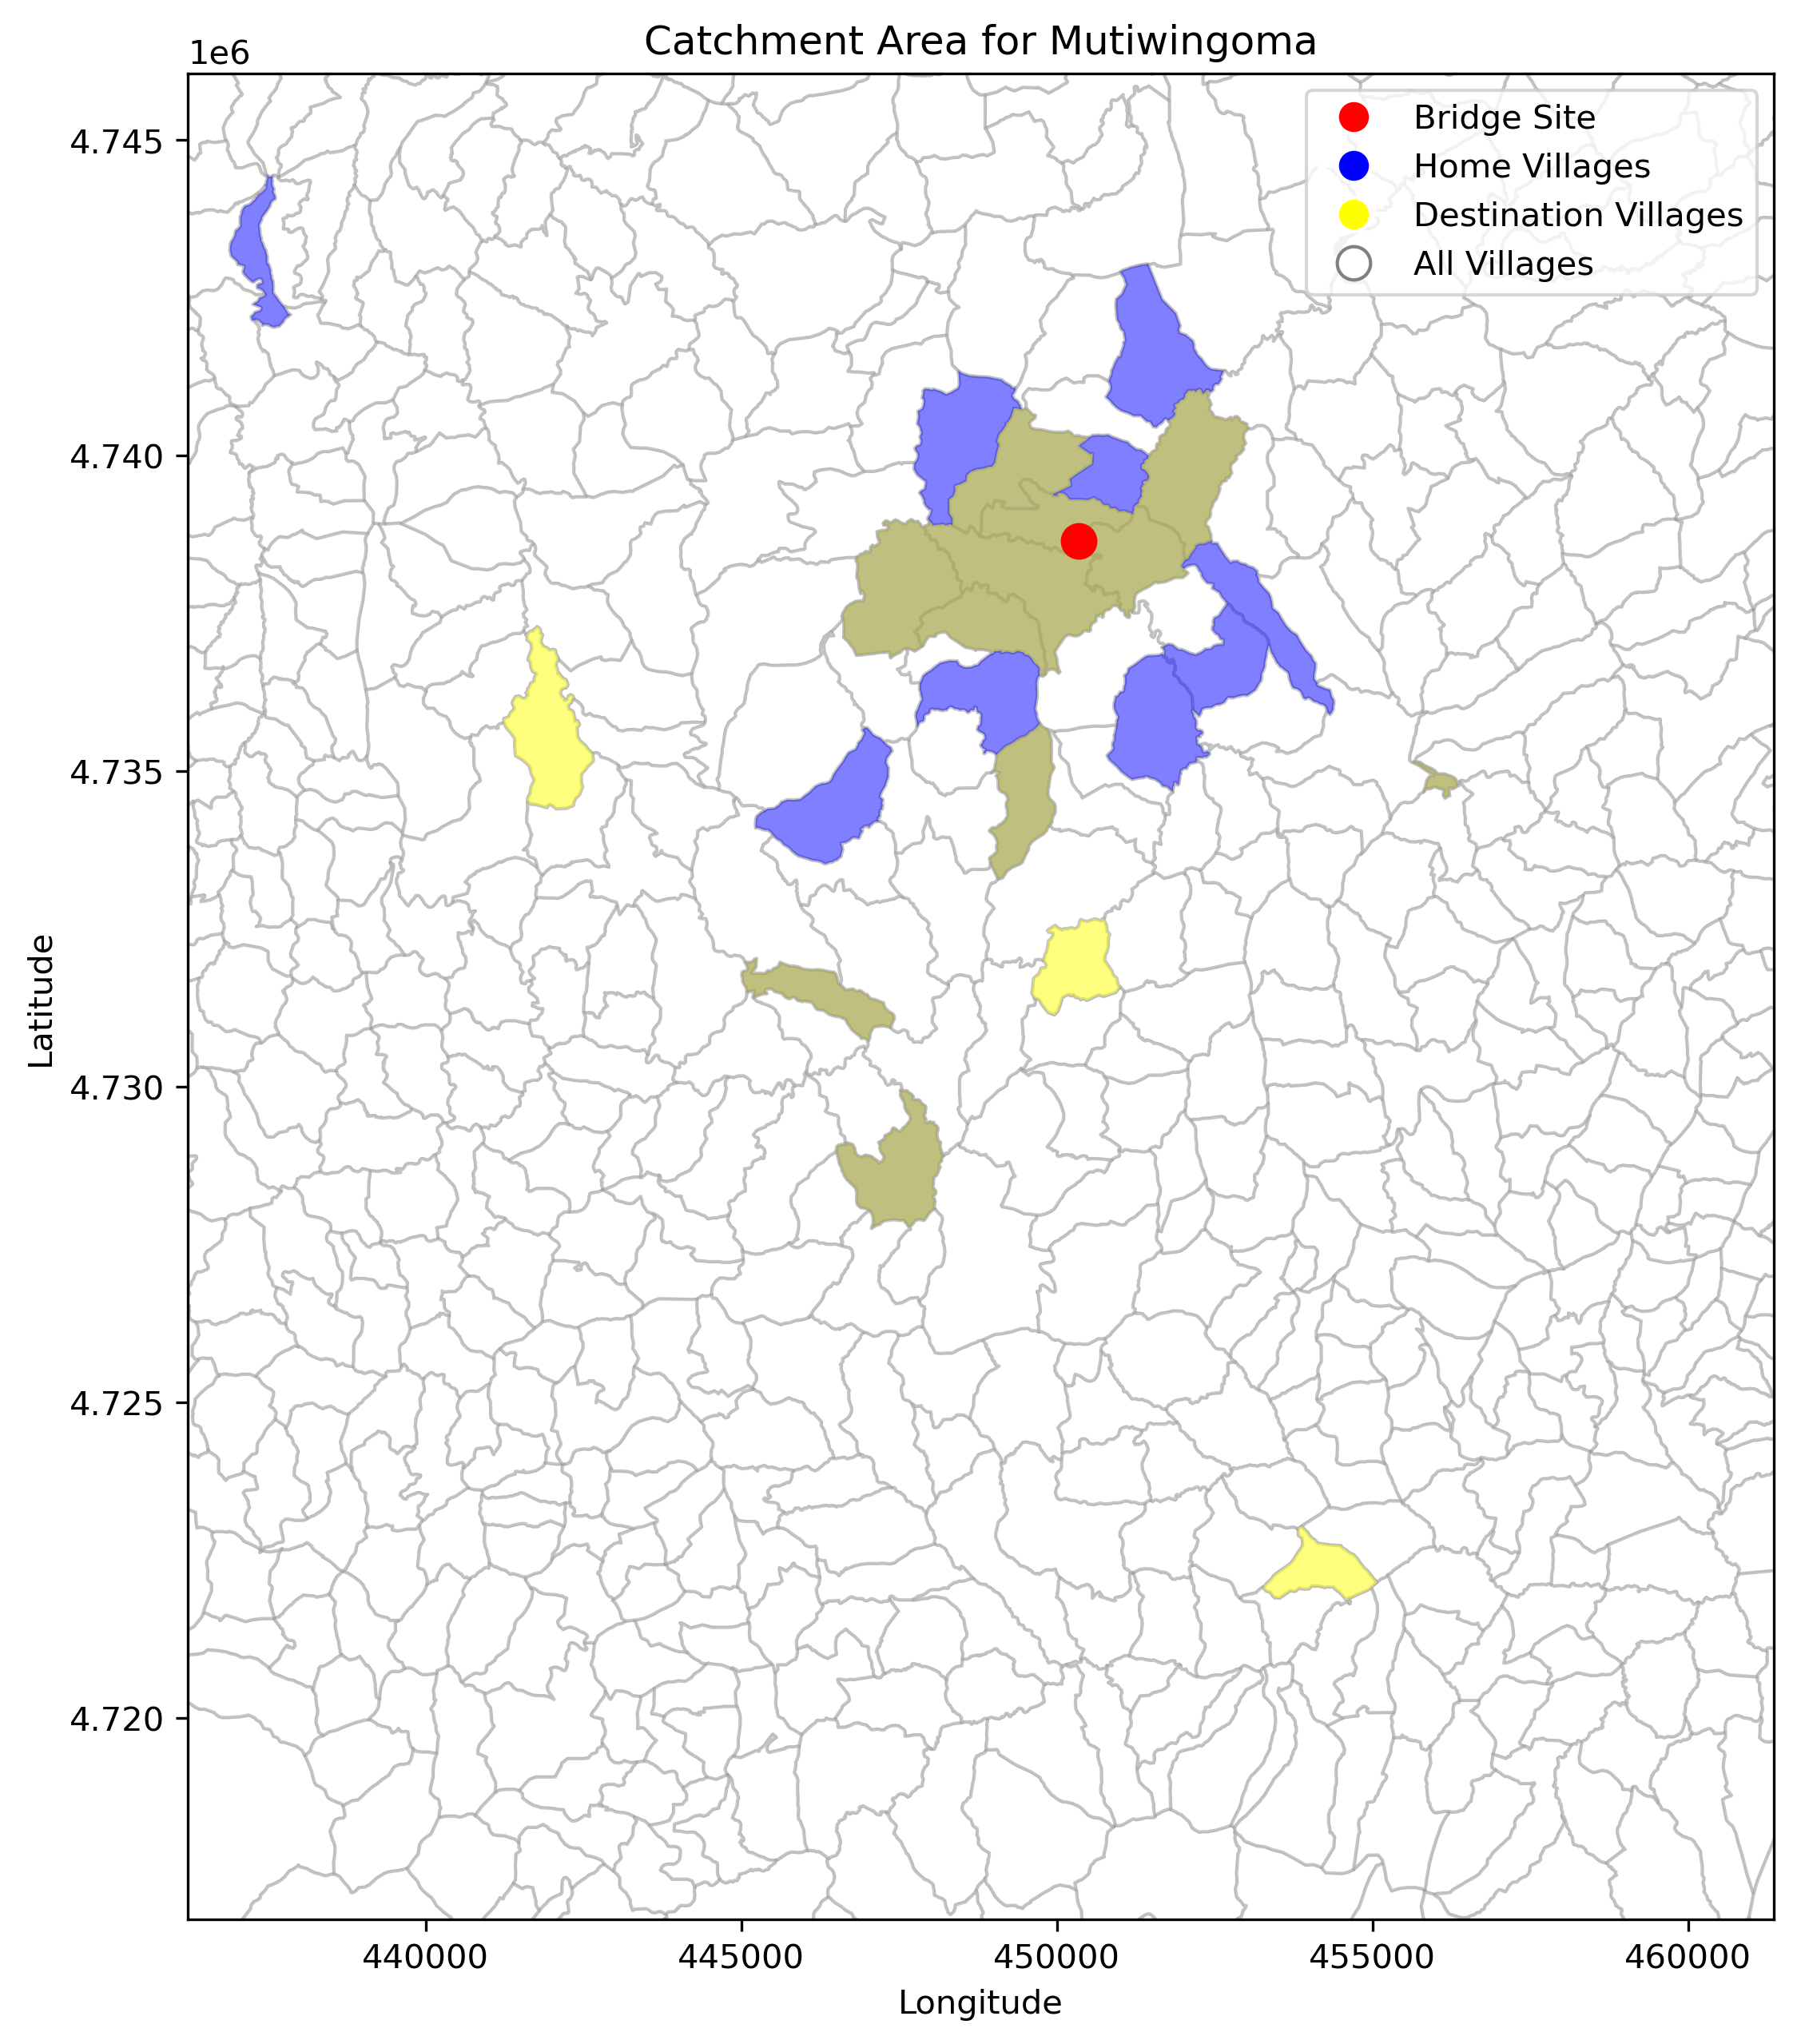 Catchment Area for Mutiwingoma
1e6
Bridge Site
Home Villages
Destination Villages
All Villages
4.745
4.740
4.735
4.730
4.725
4.720
Latitude
440000 445000 450000 455000 460000
Longitude